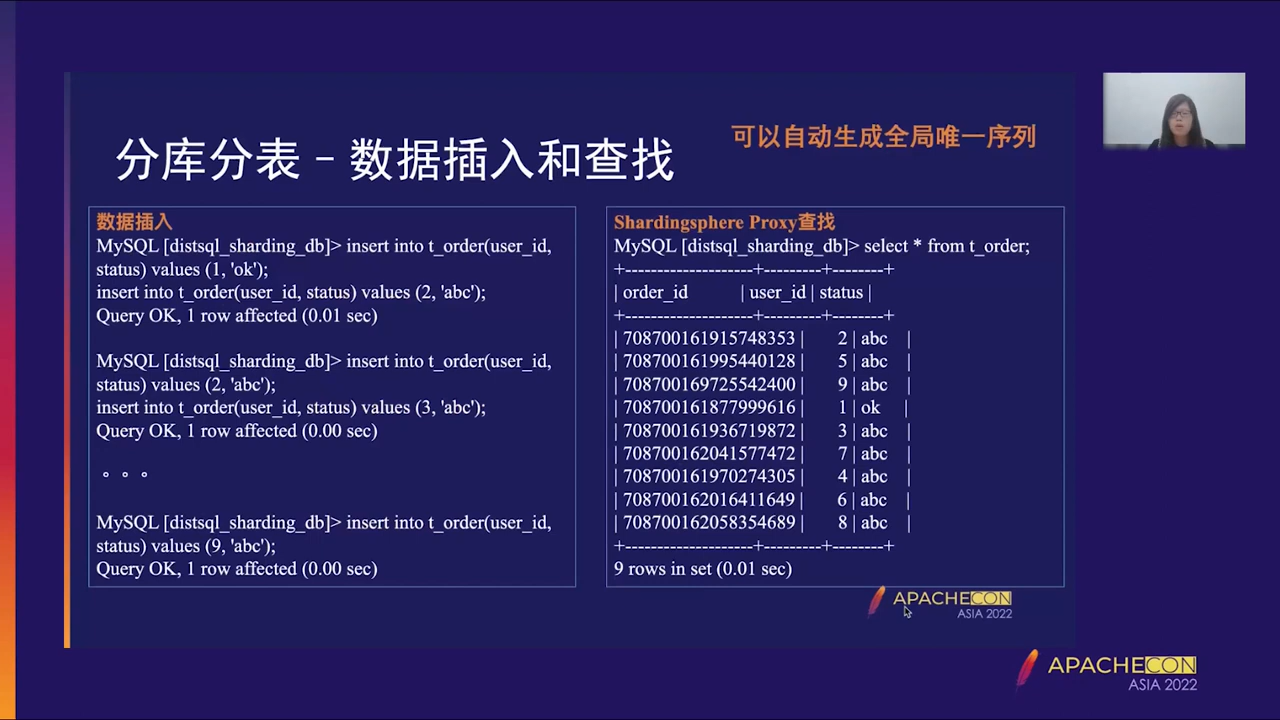 可以自动生成全局唯一序列
分库分表 – 数据插入和查找
数据插入
MySQL [distsql_sharding_db]> insert into t_order(user_id,
status) values (1, 'ok');
insert into t_order(user_id, status) values (2, 'abc');
Query OK, 1 row affected (0.01 sec)
MySQL [distsql_sharding_db]> insert into t_order(user_id,
status) values (2, 'abc');
insert into t_order(user_id, status) values (3, 'abc');
Query OK, 1 row affected (0.00 sec)
。。。
MySQL [distsql_sharding_db]> insert into t_order(user_id,
status) values (9, 'abc');
Query OK, 1 row affected (0.00 sec)
Shardingsphere Proxy查找
MySQL [distsql_sharding_db]> select * from t_order;
+--------------------+---------+--------+
| order_id | user_id | status |
+--------------------+---------+--------+
| 708700161915748353 | 2 | abc |
| 708700161995440128 | 5 | abc |
| 708700169725542400 | 9 | abc |
| 708700161877999616 | 1 | ok |
| 708700161936719872 | 3 | abc |
| 708700162041577472 | 7 | abc |
| 708700161970274305 | 4 | abc |
| 708700162016411649 | 6 | abc |
| 708700162058354689 | 8 | abc |
+--------------------+---------+--------+
9 rows in set (0.01 sec)
APACHECON
ASIA 2022
APACHECON
ASIA 2022